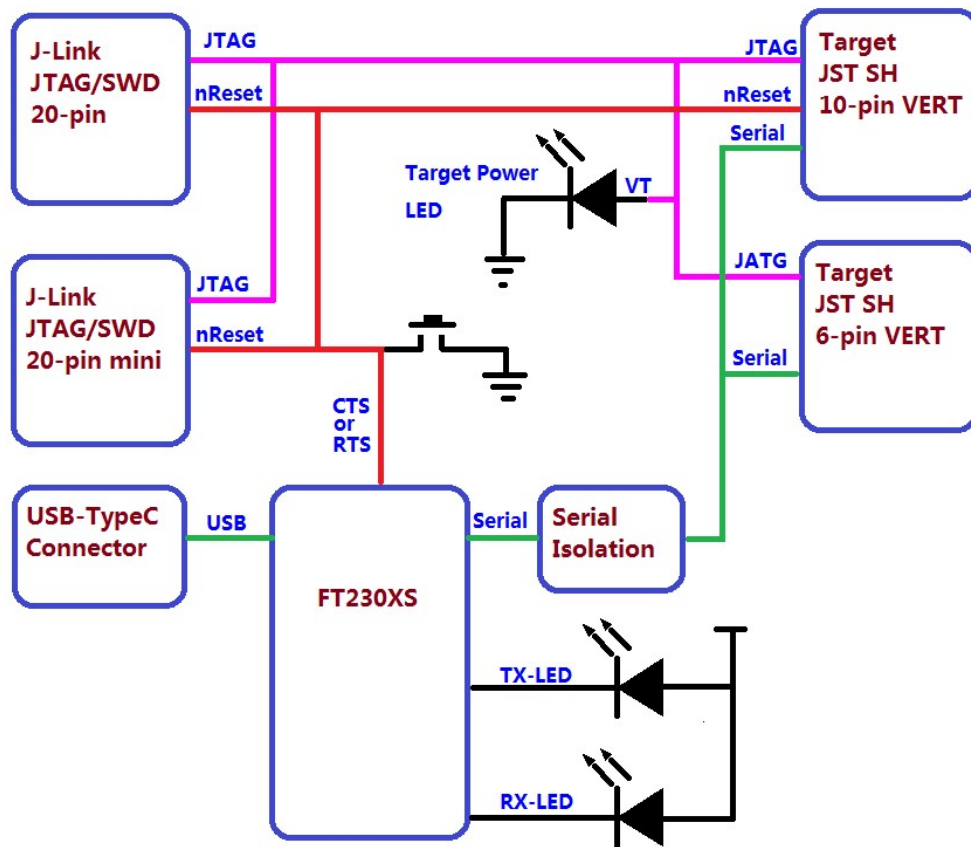 J-Link
JTAG/SWD
20-pin
JTAG
nReset
JTAG
nReset
Serial
Target
JST SH
10-pin VERT
Target Power
LED
VT
J-Link
JTAG/SWD
20-pin mini
JTAG
nReset
JATG
Serial
Target
JST SH
6-pin VERT
CTS
or
RTS
USB-TypeC
Connector
USB
FT230XS
Serial
Serial
Isolation
TX-LED
RX-LED